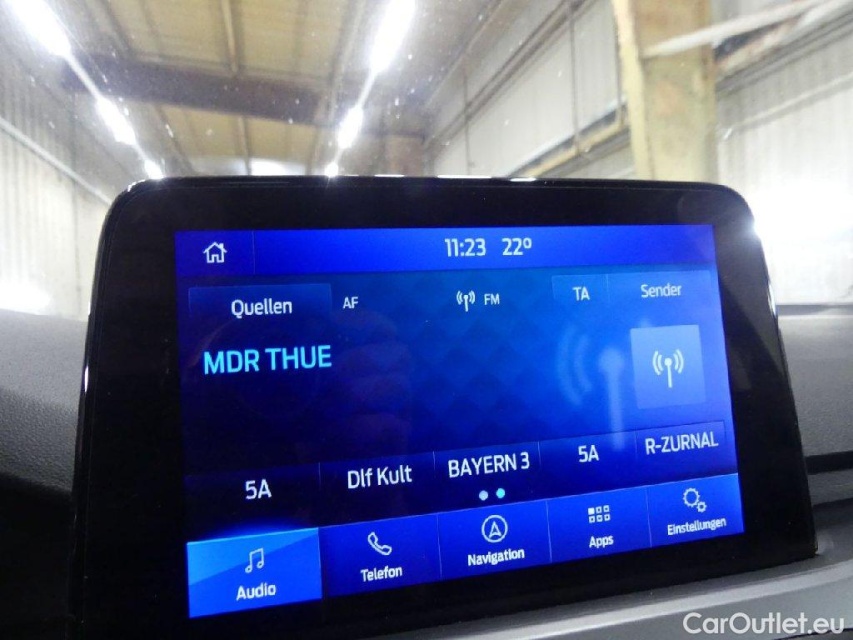 11:23 22º
Quellen AF FM TA Sender
MDR THUE
5A Dlf Kult BAYERN 3 5A R-ZURNAL
Audio Telefon Navigation Apps Einstellungen
CarOutlet.eu